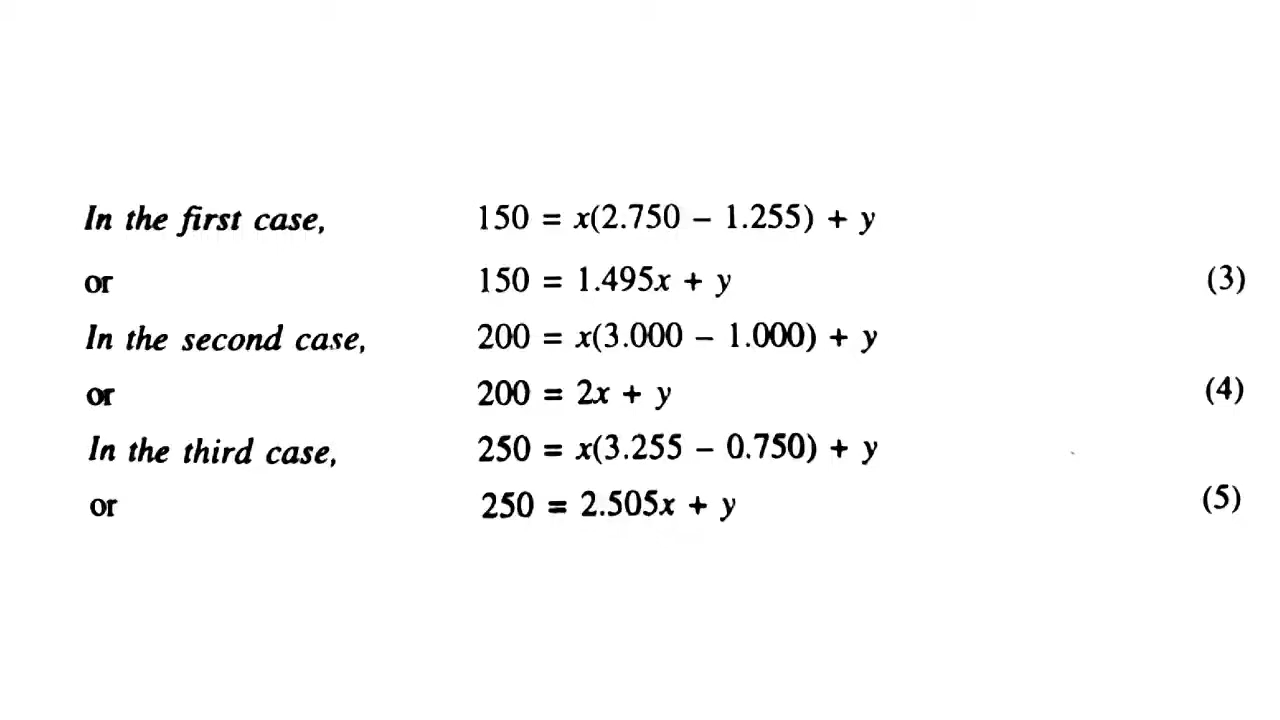 In the first case, 150 = x(2.750 – 1.255) + y
or 150 = 1.495x + y (3)
In the second case, 200 = x(3.000 – 1.000) + y
or 200 = 2x + y (4)
In the third case, 250 = x(3.255 – 0.750) + y
or 250 = 2.505x + y (5)